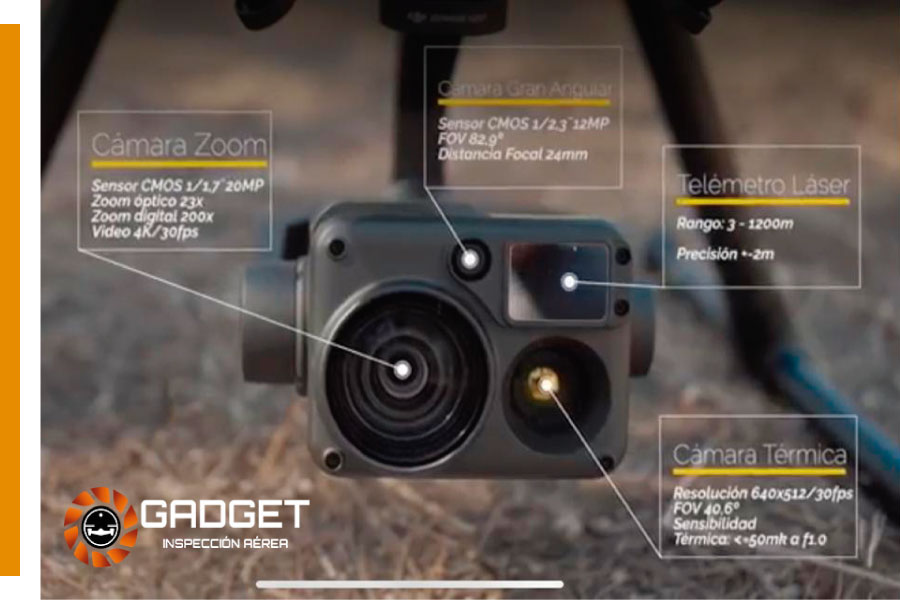 Cámara Gran Angular
Sensor CMOS 1/2,3¨12MP
FOV 82,9º
Distancia Focal 24mm
Cámara Zoom
Sensor CMOS 1/1,7¨20MP
Zoom óptico 23x
Zoom digital 200x
Video 4K/30fps
Telémetro Láser
Rango: 3 - 1200m
Precisión +-2m
Cámara Térmica
Resolución 640x512/30fps
FOV 40,6º
Sensibilidad
Térmica: <=50mk a f1.0
GADGET
INSPECCIÓN AÉREA